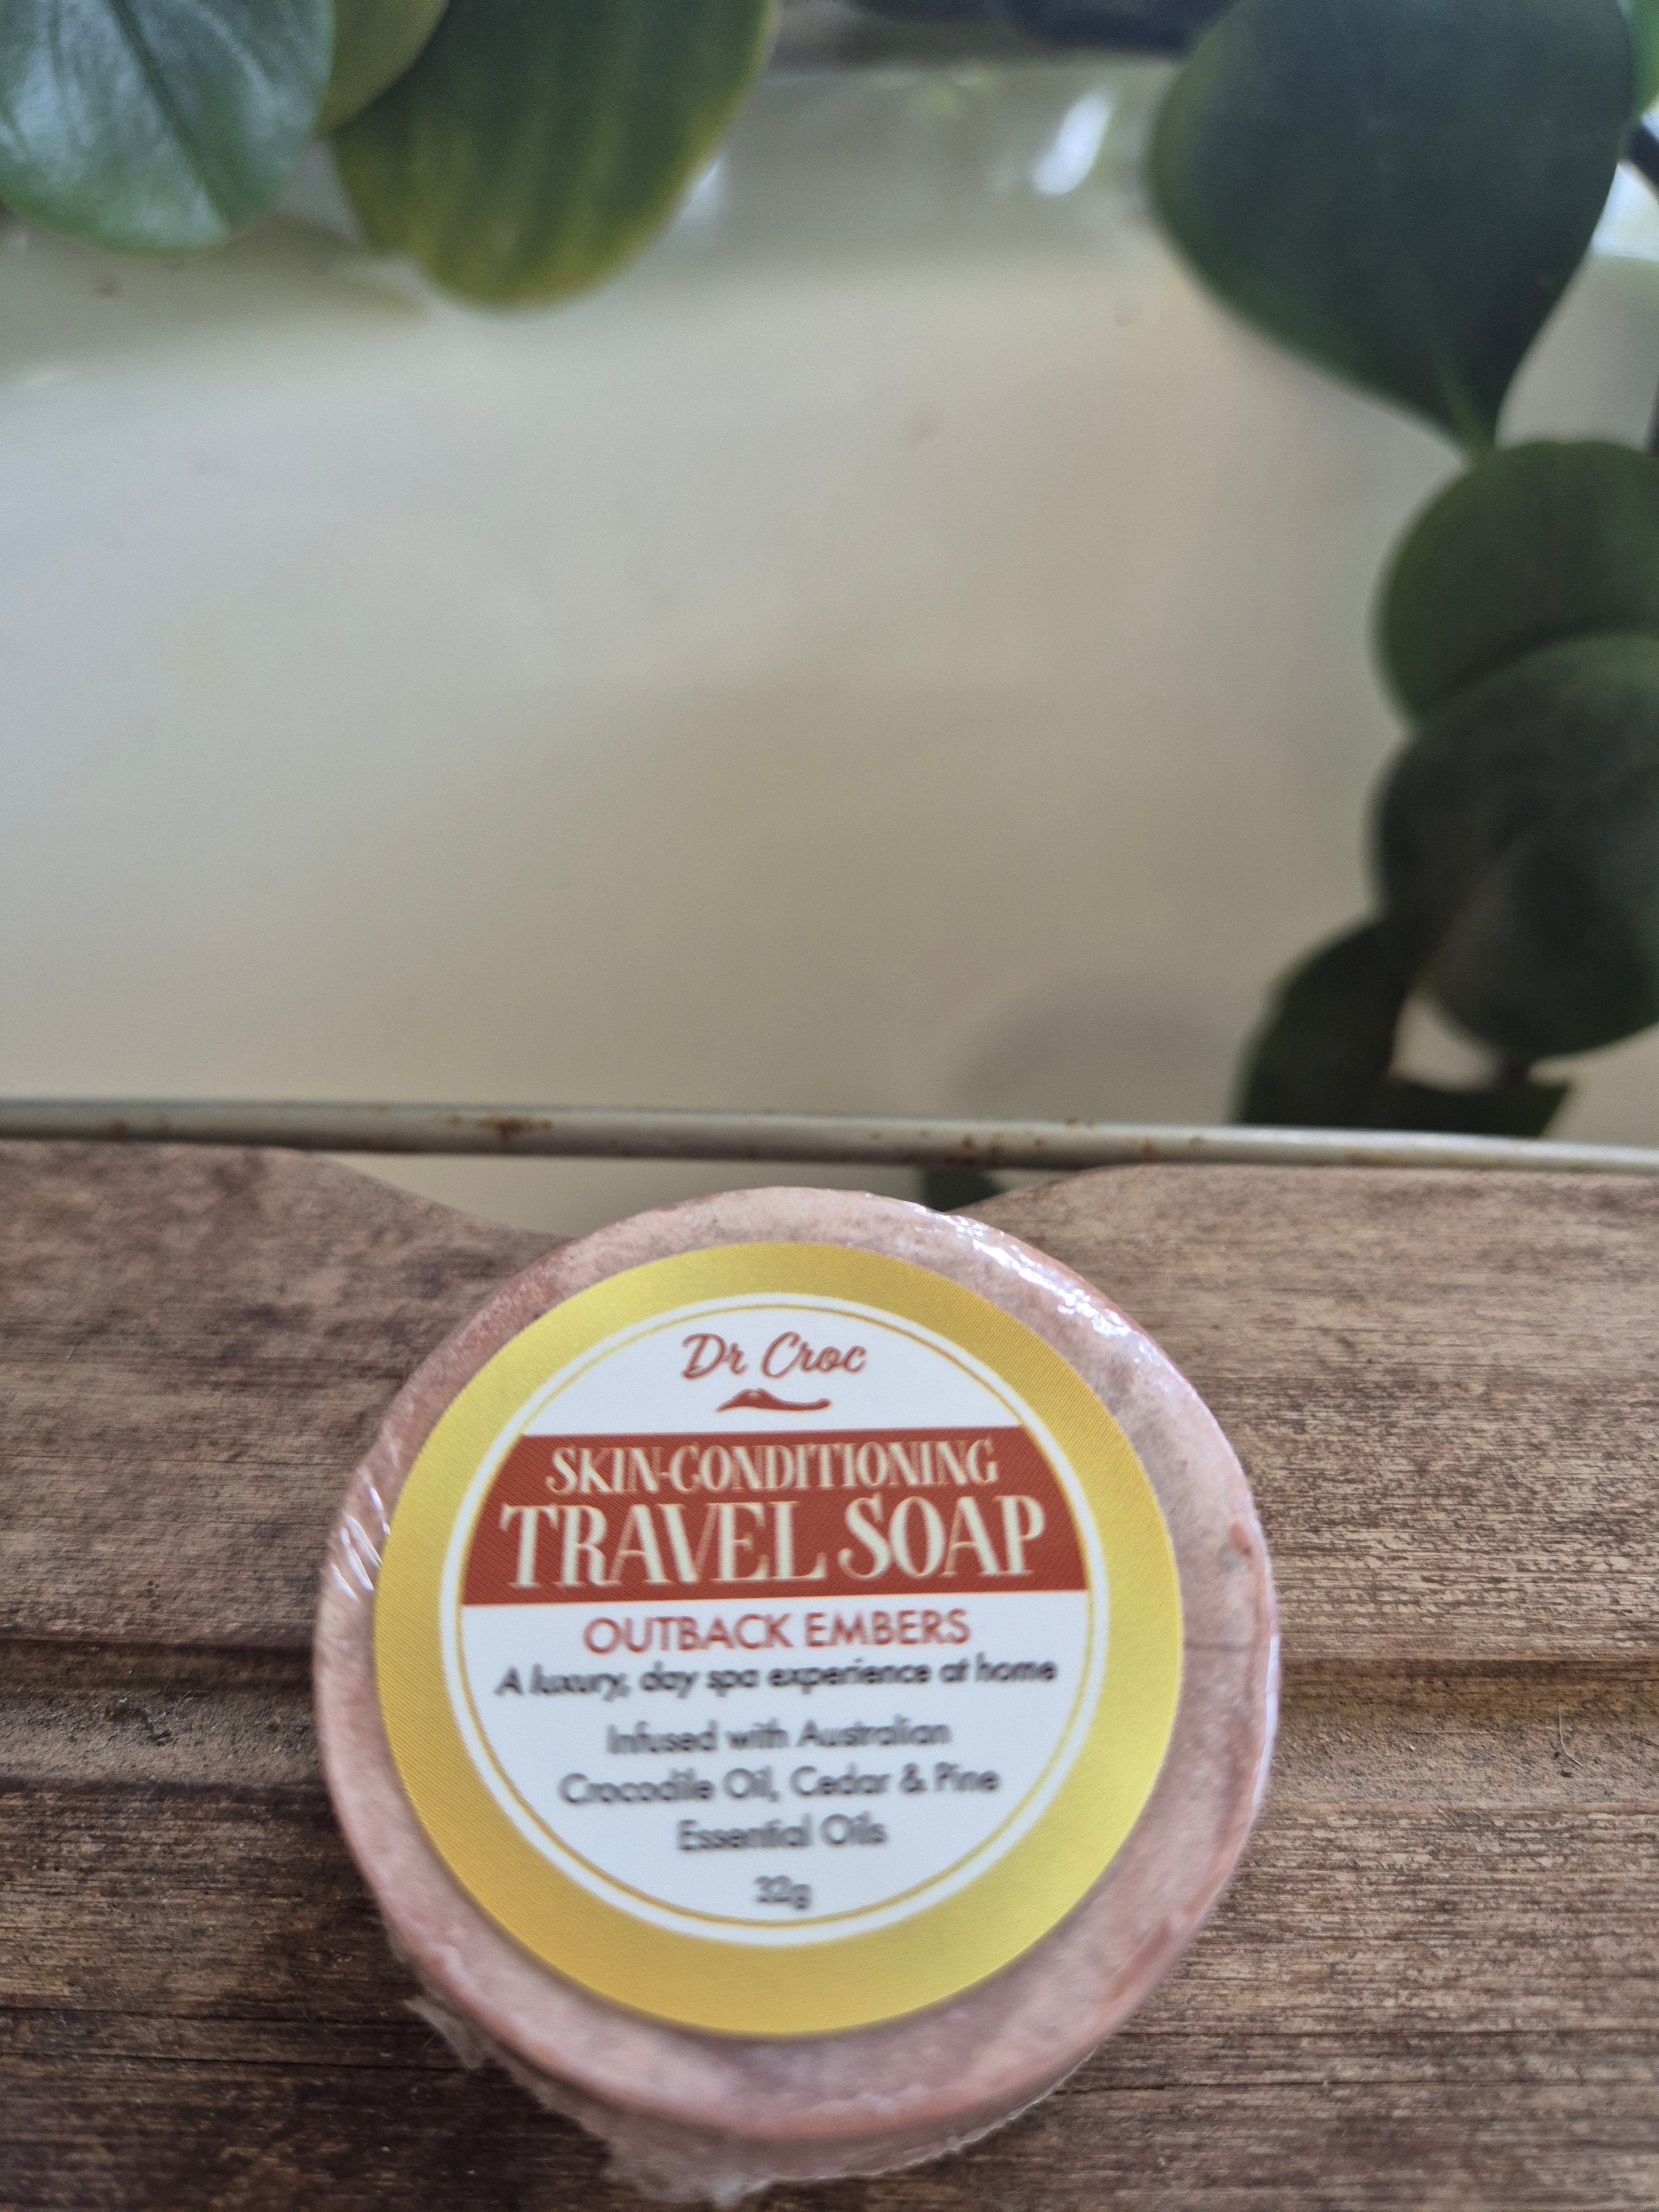 Dr Croc
SKIN-CONDITIONING
TRAVEL SOAP
OUTBACK EMBERS
A luxury, day spa experience at home
Infused with Australian
Crocodile Oil, Cedar & Pine
Essential Oils
32g